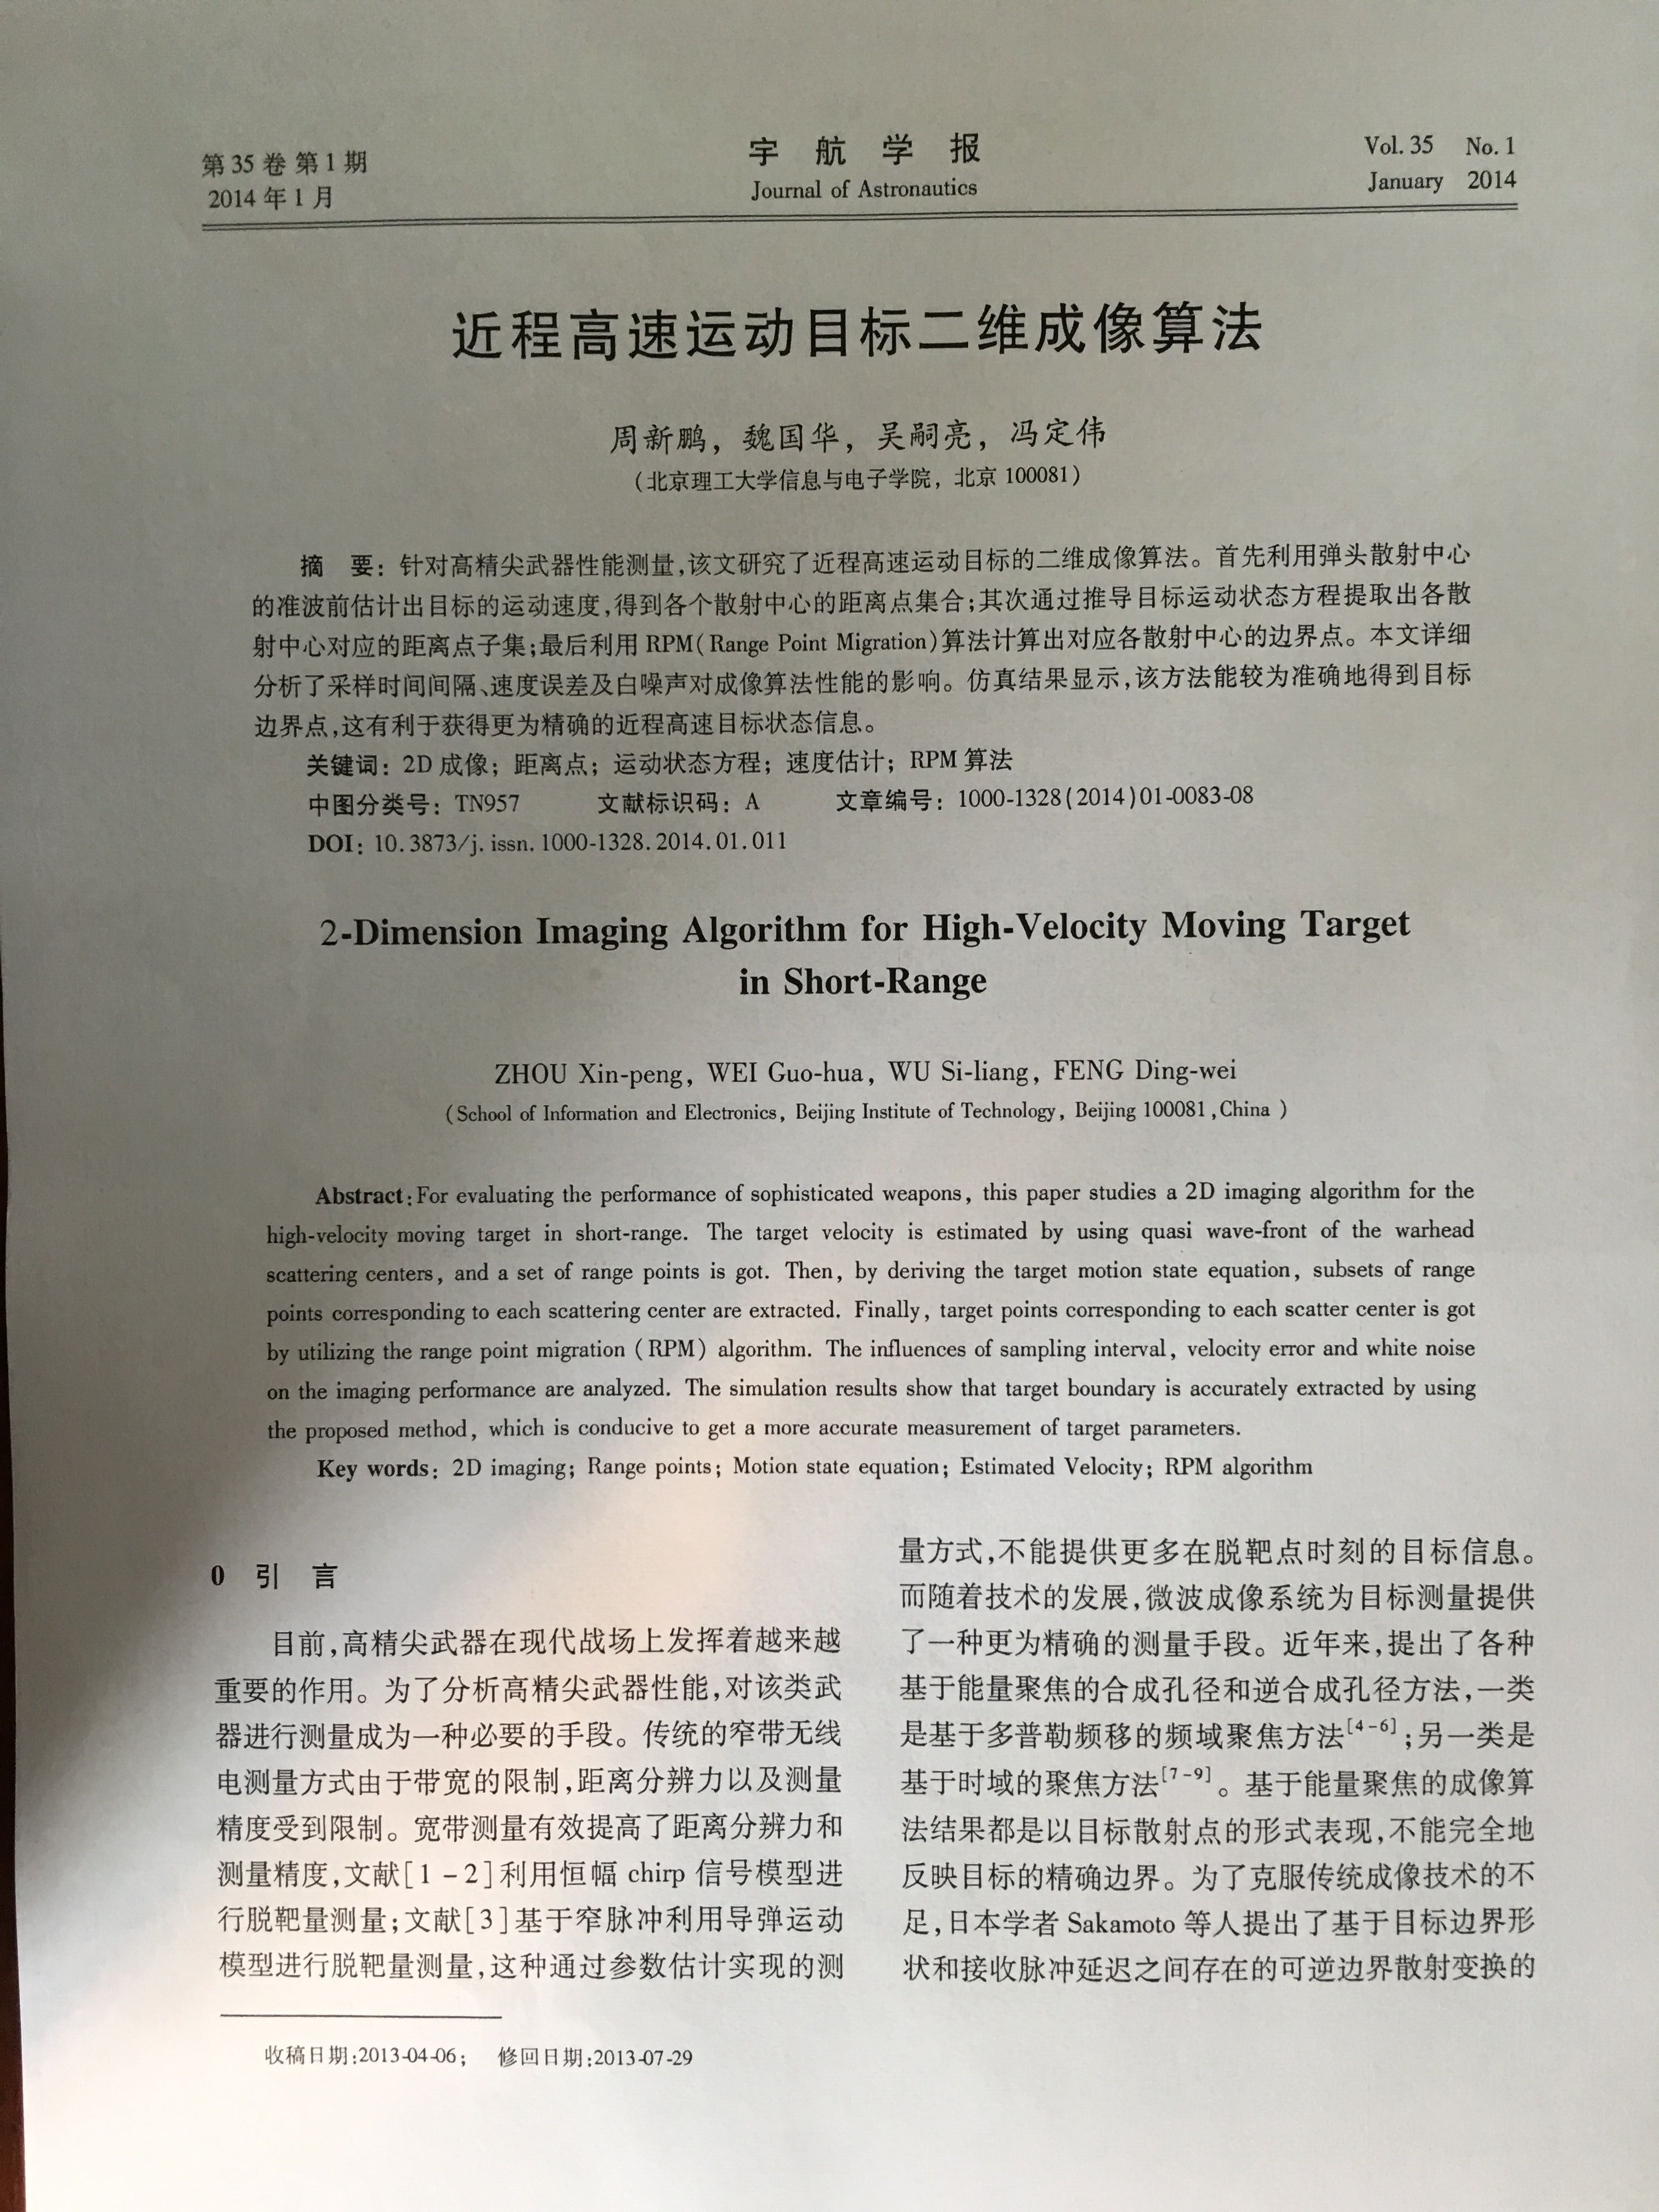 第35卷 第1期
2014年1月
宇 航 学 报
Journal of Astronautics
Vol. 35 No. 1
January 2014
近程高速运动目标二维成像算法
周新鹏，魏国华，吴嗣亮，冯定伟
（北京理工大学信息与电子学院，北京 100081）
摘 要：针对高精尖武器性能测量,该文研究了近程高速运动目标的二维成像算法。首先利用弹头散射中心
的准波前估计出目标的运动速度,得到各个散射中心的距离点集合;其次通过推导目标运动状态方程提取出各散
射中心对应的距离点子集;最后利用 RPM(Range Point Migration)算法计算出对应各散射中心的边界点。本文详细
分析了采样时间间隔、速度误差及白噪声对成像算法性能的影响。仿真结果显示,该方法能较为准确地得到目标
边界点,这有利于获得更为精确的近程高速目标状态信息。
关键词：2D 成像；距离点；运动状态方程；速度估计；RPM 算法
中图分类号：TN957 文献标识码：A 文章编号：1000-1328(2014)01-0083-08
DOI：10.3873/j.issn.1000-1328.2014.01.011
2-Dimension Imaging Algorithm for High-Velocity Moving Target
in Short-Range
ZHOU Xin-peng, WEI Guo-hua, WU Si-liang, FENG Ding-wei
(School of Information and Electronics, Beijing Institute of Technology, Beijing 100081,China)
Abstract:For evaluating the performance of sophisticated weapons, this paper studies a 2D imaging algorithm for the
high-velocity moving target in short-range. The target velocity is estimated by using quasi wave-front of the warhead
scattering centers, and a set of range points is got. Then, by deriving the target motion state equation, subsets of range
points corresponding to each scattering center are extracted. Finally, target points corresponding to each scatter center is got
by utilizing the range point migration (RPM) algorithm. The influences of sampling interval, velocity error and white noise
on the imaging performance are analyzed. The simulation results show that target boundary is accurately extracted by using
the proposed method, which is conducive to get a more accurate measurement of target parameters.
Key words: 2D imaging; Range points; Motion state equation; Estimated Velocity; RPM algorithm
0 引 言
目前,高精尖武器在现代战场上发挥着越来越
重要的作用。为了分析高精尖武器性能,对该类武
器进行测量成为一种必要的手段。传统的窄带无线
电测量方式由于带宽的限制,距离分辨力以及测量
精度受到限制。宽带测量有效提高了距离分辨力和
测量精度,文献[1-2]利用恒幅 chirp 信号模型进
行脱靶量测量;文献[3]基于窄脉冲利用导弹运动
模型进行脱靶量测量,这种通过参数估计实现的测
量方式,不能提供更多在脱靶点时刻的目标信息。
而随着技术的发展,微波成像系统为目标测量提供
了一种更为精确的测量手段。近年来,提出了各种
基于能量聚焦的合成孔径和逆合成孔径方法,一类
是基于多普勒频移的频域聚焦方法[4-6];另一类是
基于时域的聚焦方法[7-9]。基于能量聚焦的成像算
法结果都是以目标散射点的形式表现,不能完全地
反映目标的精确边界。为了克服传统成像技术的不
足,日本学者 Sakamoto 等人提出了基于目标边界形
状和接收脉冲延迟之间存在的可逆边界散射变换的
收稿日期:2013-04-06; 修回日期:2013-07-29